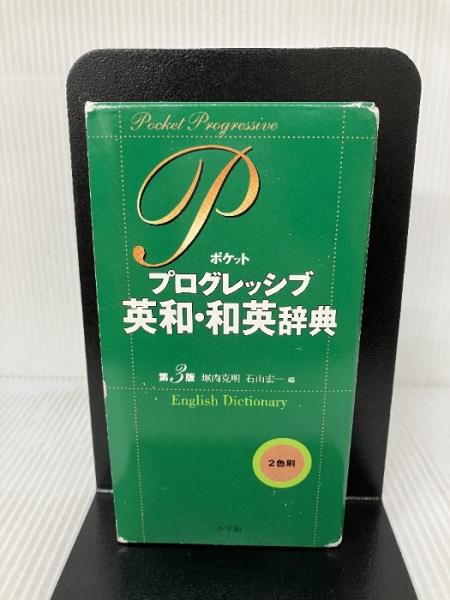 Pocket Progressive
P
ポケット
プログレッシブ
英和・和英辞典
第3版 堀内克明 石山宏一 編
English Dictionary
2色刷
小学館